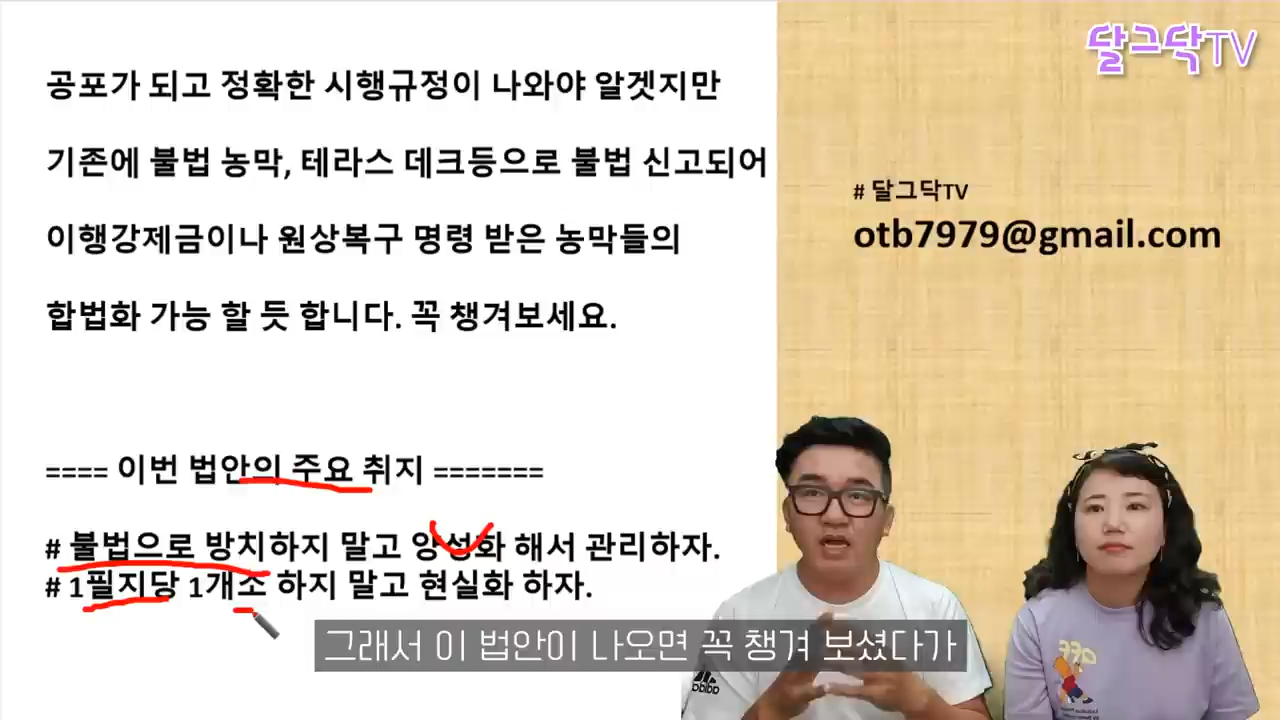 달그닥TV
공포가 되고 정확한 시행규정이 나와야 알겟지만
기존에 불법 농막, 테라스 데크등으로 불법 신고되어
이행강제금이나 원상복구 명령 받은 농막들의
합법화 가능 할 듯 합니다. 꼭 챙겨보세요.
# 달그닥TV
otb7979@gmail.com
==== 이번 법안의 주요 취지 =======
# 불법으로 방치하지 말고 양성화 해서 관리하자.
# 1필지당 1개소 하지 말고 현실화 하자.
그래서 이 법안이 나오면 꼭 챙겨 보셨다가